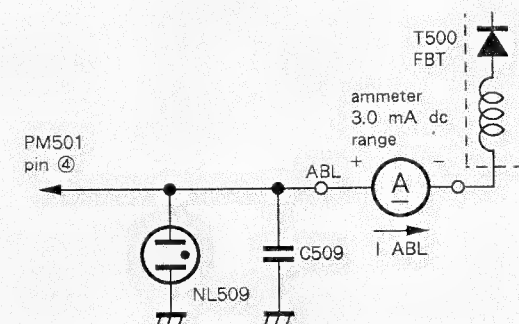 T500
FBT
ammeter
3.0 mA dc
range
PM501
pin ④
+
−
ABL
A
I ABL
C509
NL509